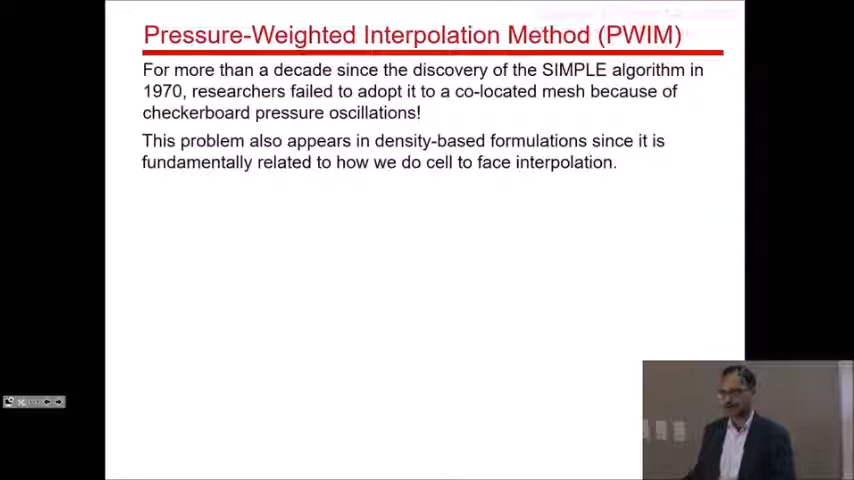 Pressure-Weighted Interpolation Method (PWIM)
For more than a decade since the discovery of the SIMPLE algorithm in
1970, researchers failed to adopt it to a co-located mesh because of
checkerboard pressure oscillations!
This problem also appears in density-based formulations since it is
fundamentally related to how we do cell to face interpolation.